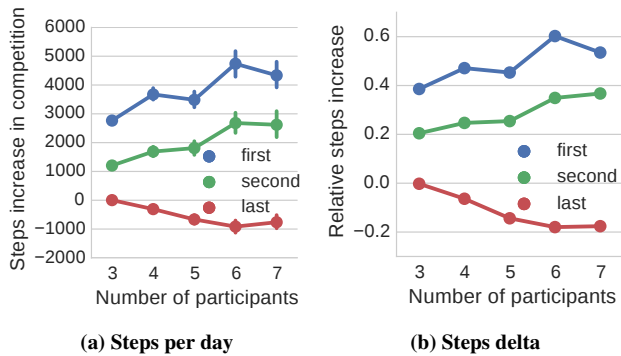 Steps increase in competition
6000
5000
4000
3000
2000
1000
0
−1000
−2000
first
second
last
3 4 5 6 7
Number of participants
(a) Steps per day
Relative steps increase
0.6
0.4
0.2
0.0
−0.2
first
second
last
3 4 5 6 7
Number of participants
(b) Steps delta